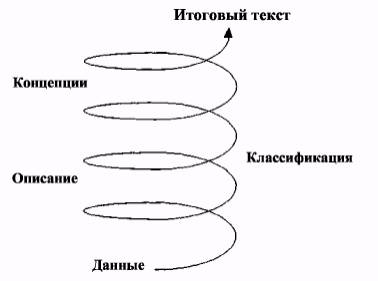 Итоговый текст
Концепции
Классификация
Описание
Данные